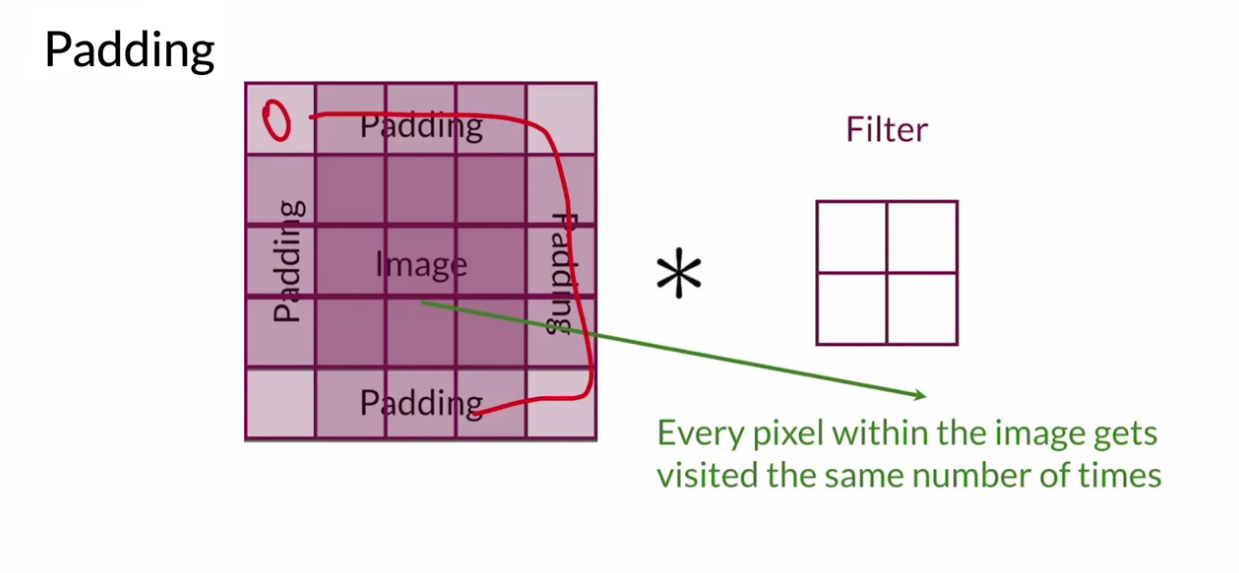 Padding
0
Padding
Filter
Padding
Image
Padding
*
Padding
Every pixel within the image gets
visited the same number of times